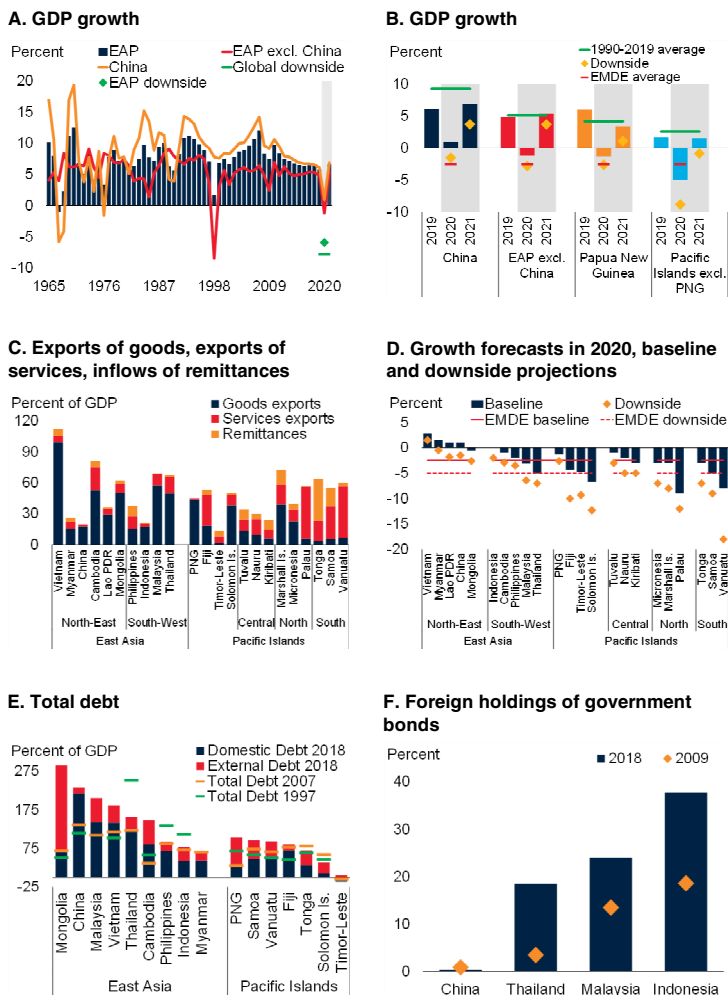 A. GDP growth
Percent
EAP
EAP excl. China
China
Global downside
EAP downside
20
15
10
5
0
-5
-10
1965 1976 1987 1998 2009 2020
B. GDP growth
Percent
1990-2019 average
Downside
EMDE average
10
5
0
-5
-10
2019 2020 2021 2019 2020 2021 2019 2020 2021 2019 2020 2021
China
EAP excl. China
Papua New Guinea
Pacific Islands excl. PNG
C. Exports of goods, exports of
services, inflows of remittances
Percent of GDP
Goods exports
Services exports
Remittances
120
90
60
30
0
Vietnam Myanmar China Cambodia Lao PDR Mongolia Philippines Indonesia Malaysia Thailand PNG Fiji Timor-Leste Solomon Is. Tuvalu Nauru Kiribati Marshall Is. Micronesia Palau Tonga Samoa Vanuatu
North-East South-West Central North South
East Asia Pacific Islands
D. Growth forecasts in 2020, baseline
and downside projections
Percent
Baseline
Downside
EMDE baseline
EMDE downside
5
0
-5
-10
-15
-20
Vietnam Myanmar Lao PDR China Mongolia Indonesia Cambodia Philippines Malaysia Thailand PNG Fiji Timor-Leste Solomon Is. Tuvalu Nauru Kiribati Micronesia Marshall Is. Palau Tonga Samoa Vanuatu
North-East South-West Central North South
East Asia Pacific Islands
E. Total debt
Percent of GDP
Domestic Debt 2018
External Debt 2018
Total Debt 2007
Total Debt 1997
275
175
75
-25
Mongolia China Malaysia Vietnam Thailand Cambodia Philippines Indonesia Myanmar PNG Samoa Vanuatu Fiji Tonga Solomon Is. Timor-Leste
East Asia Pacific Islands
F. Foreign holdings of government
bonds
Percent
2018
2009
40
30
20
10
0
China Thailand Malaysia Indonesia